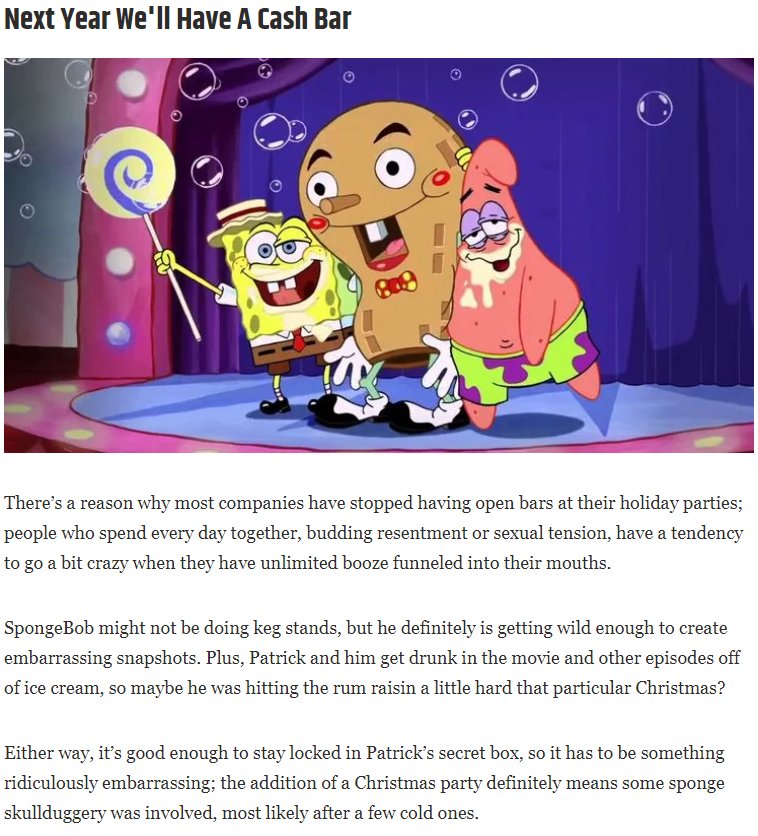 Next Year We'll Have A Cash Bar
There’s a reason why most companies have stopped having open bars at their holiday parties;
people who spend every day together, budding resentment or sexual tension, have a tendency
to go a bit crazy when they have unlimited booze funneled into their mouths.
SpongeBob might not be doing keg stands, but he definitely is getting wild enough to create
embarrassing snapshots. Plus, Patrick and him get drunk in the movie and other episodes off
of ice cream, so maybe he was hitting the rum raisin a little hard that particular Christmas?
Either way, it’s good enough to stay locked in Patrick’s secret box, so it has to be something
ridiculously embarrassing; the addition of a Christmas party definitely means some sponge
skullduggery was involved, most likely after a few cold ones.